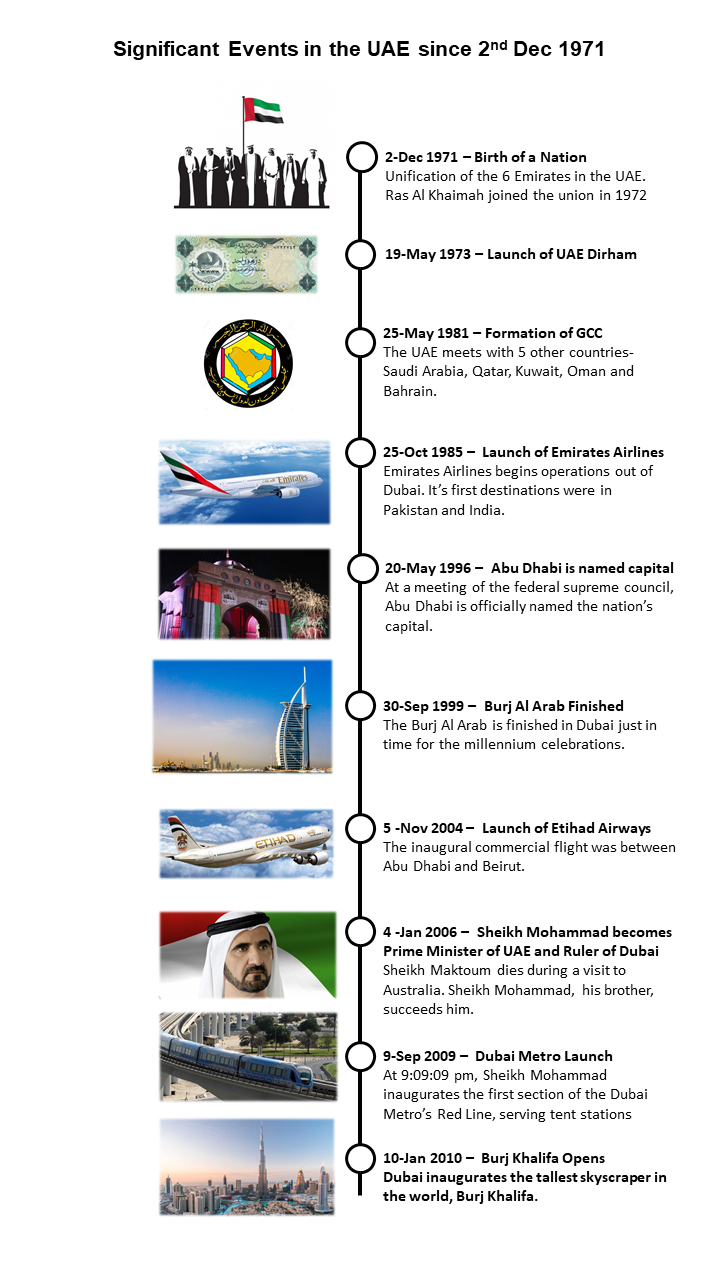 Significant Events in the UAE since 2nd Dec 1971
2-Dec 1971 – Birth of a Nation
Unification of the 6 Emirates in the UAE.
Ras Al Khaimah joined the union in 1972
19-May 1973 – Launch of UAE Dirham
25-May 1981 – Formation of GCC
The UAE meets with 5 other countries-
Saudi Arabia, Qatar, Kuwait, Oman and
Bahrain.
25-Oct 1985 – Launch of Emirates Airlines
Emirates Airlines begins operations out of
Dubai. It's first destinations were in
Pakistan and India.
Emirates
20-May 1996 – Abu Dhabi is named capital
At a meeting of the federal supreme council,
Abu Dhabi is officially named the nation's
capital.
30-Sep 1999 – Burj Al Arab Finished
The Burj Al Arab is finished in Dubai just in
time for the millennium celebrations.
5 -Nov 2004 – Launch of Etihad Airways
The inaugural commercial flight was between
Abu Dhabi and Beirut.
ETIHAD
4 -Jan 2006 – Sheikh Mohammad becomes
Prime Minister of UAE and Ruler of Dubai
Sheikh Maktoum dies during a visit to
Australia. Sheikh Mohammad, his brother,
succeeds him.
9-Sep 2009 – Dubai Metro Launch
At 9:09:09 pm, Sheikh Mohammad
inaugurates the first section of the Dubai
Metro's Red Line, serving tent stations
10-Jan 2010 – Burj Khalifa Opens
Dubai inaugurates the tallest skyscraper in
the world, Burj Khalifa.